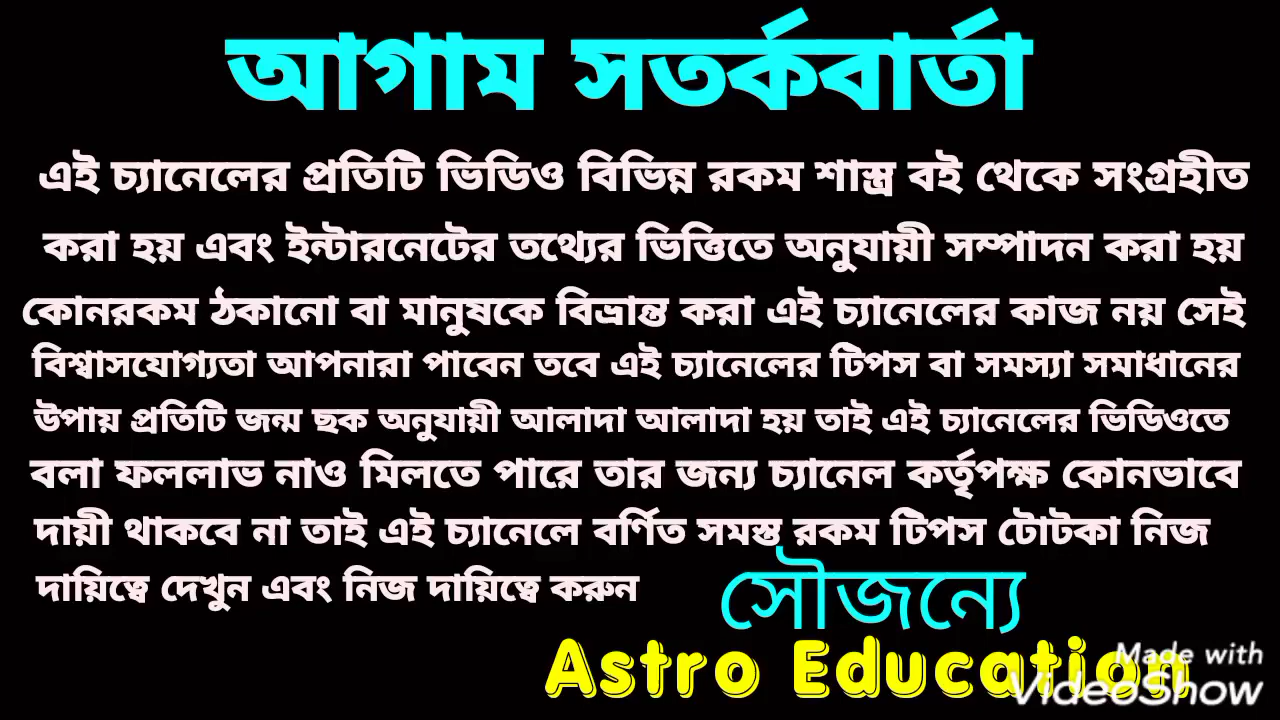 আগাম সতর্কবার্তা
এই চ্যানেলের প্রতিটি ভিডিও বিভিন্ন রকম শাস্ত্র বই থেকে সংগ্রহীত
করা হয় এবং ইন্টারনেটের তথ্যের ভিত্তিতে অনুযায়ী সম্পাদন করা হয়
কোনরকম ঠকানো বা মানুষকে বিভ্রান্ত করা এই চ্যানেলের কাজ নয় সেই
বিশ্বাসযোগ্যতা আপনারা পাবেন তবে এই চ্যানেলের টিপস বা সমস্যা সমাধানের
উপায় প্রতিটি জন্ম ছক অনুযায়ী আলাদা আলাদা হয় তাই এই চ্যানেলের ভিডিওতে
বলা ফললাভ নাও মিলতে পারে তার জন্য চ্যানেল কর্তৃপক্ষ কোনভাবে
দায়ী থাকবে না তাই এই চ্যানেলে বর্ণিত সমস্ত রকম টিপস টোটকা নিজ
দায়িত্বে দেখুন এবং নিজ দায়িত্বে করুন
সৌজন্যে
Astro Education
Made with
VideoShow